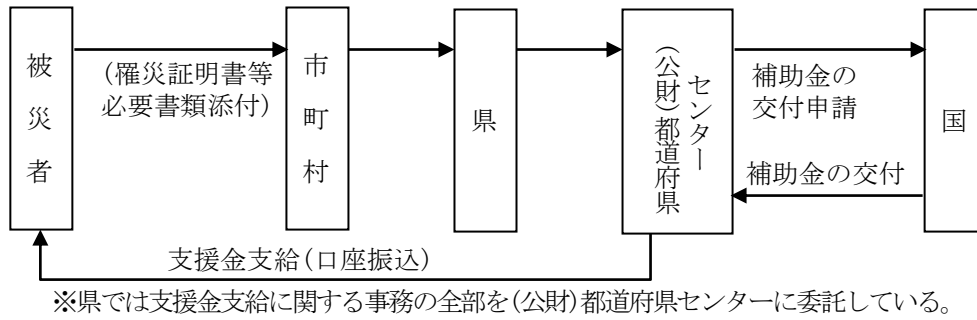 被災者
(罹災証明書等
必要書類添付)
市町村
県
(公財)都道府県
センター
補助金の
交付申請
補助金の交付
国
支援金支給(口座振込)
※県では支援金支給に関する事務の全部を(公財)都道府県センターに委託している。